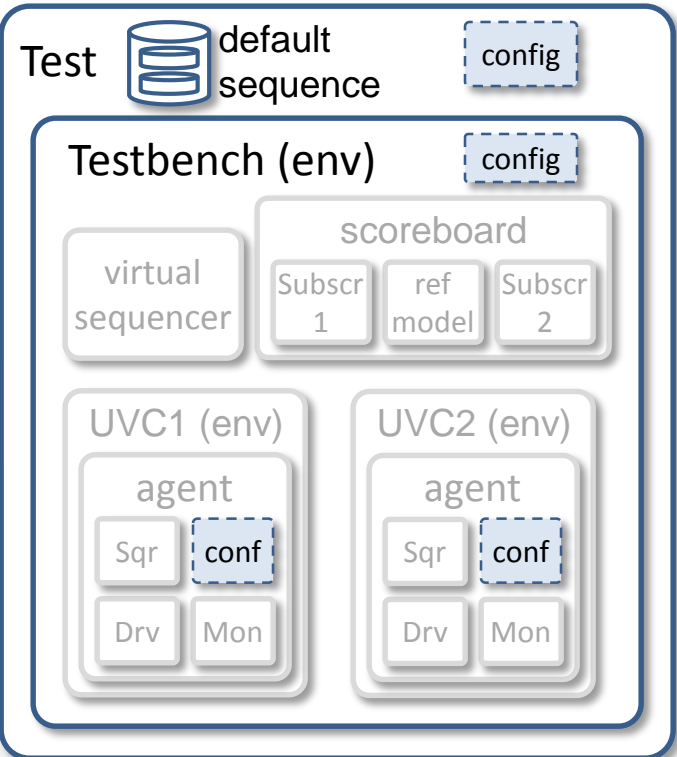 Test
default
sequence
config
Testbench (env)
config
virtual
sequencer
scoreboard
Subscr
1
ref
model
Subscr
2
UVC1 (env)
agent
Sqr
conf
Drv
Mon
UVC2 (env)
agent
Sqr
conf
Drv
Mon